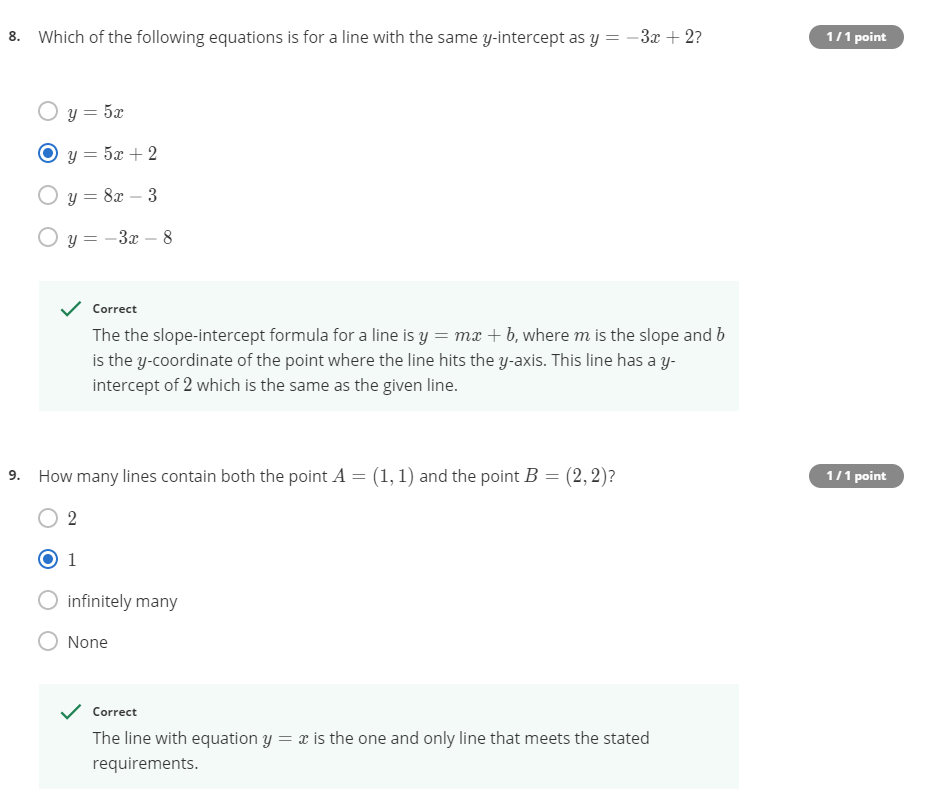 8. Which of the following equations is for a line with the same y-intercept as y = −3x + 2? 1 / 1 point
y = 5x
y = 5x + 2
y = 8x − 3
y = −3x − 8
Correct
The the slope-intercept formula for a line is y = mx + b, where m is the slope and b
is the y-coordinate of the point where the line hits the y-axis. This line has a y-
intercept of 2 which is the same as the given line.
9. How many lines contain both the point A = (1, 1) and the point B = (2, 2)? 1 / 1 point
2
1
infinitely many
None
Correct
The line with equation y = x is the one and only line that meets the stated
requirements.